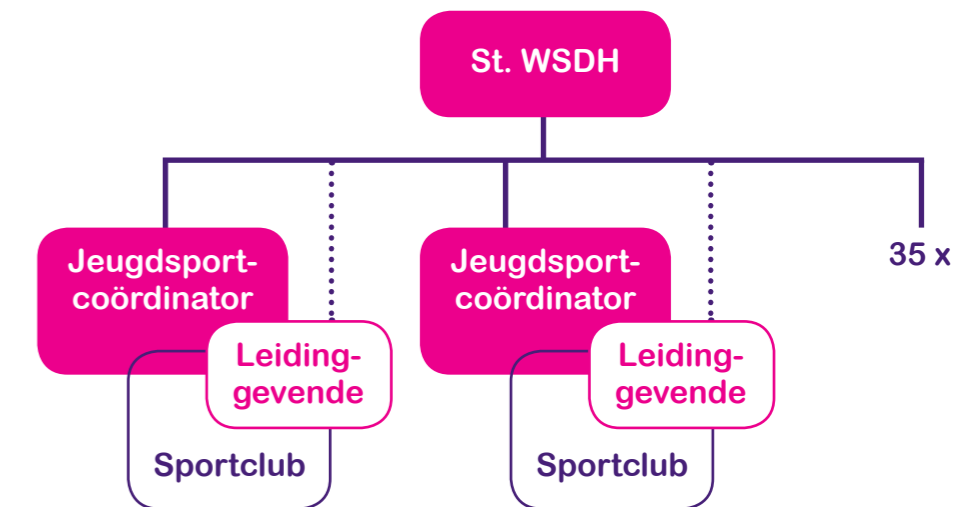 St. WSDH
Jeugdsport-
coördinator
Leiding-
gevende
Sportclub
Jeugdsport-
coördinator
Leiding-
gevende
Sportclub
35 x